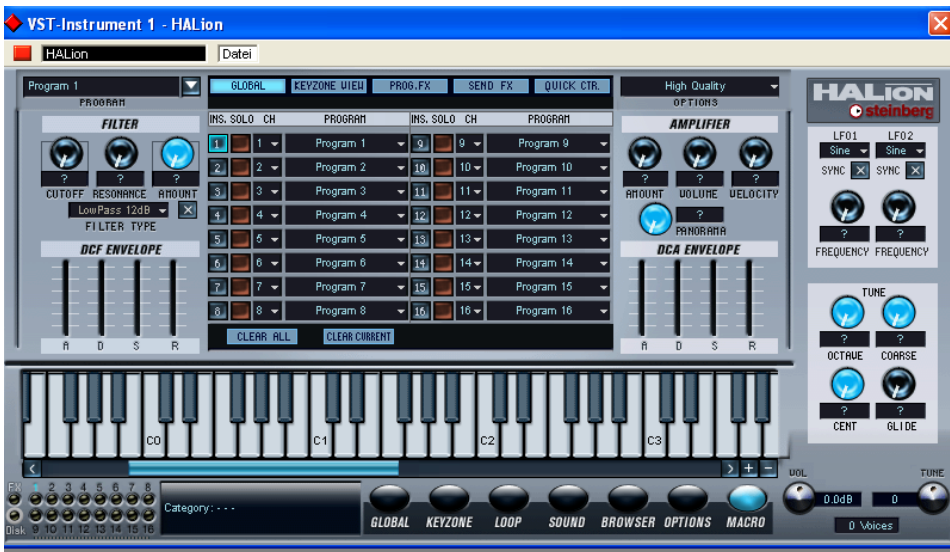 VST-Instrument 1 - HALion
HALion Datei
Program 1
PROGRAM
GLOBAL KEYZONE VIEW PROG.FX SEND FX QUICK CTR.
High Quality
OPTIONS
HALion
steinberg
FILTER
? ? ?
CUTOFF RESONANCE AMOUNT
LowPass 12dB
FILTER TYPE
DCF ENVELOPE
A D S R
INS. SOLO CH PROGRAM INS. SOLO CH PROGRAM
1 1 Program 1 9 9 Program 9
2 2 Program 2 10 10 Program 10
3 3 Program 3 11 11 Program 11
4 4 Program 4 12 12 Program 12
5 5 Program 5 13 13 Program 13
6 6 Program 6 14 14 Program 14
7 7 Program 7 15 15 Program 15
8 8 Program 8 16 16 Program 16
CLEAR ALL CLEAR CURRENT
AMPLIFIER
? ? ?
AMOUNT VOLUME VELOCITY
?
PANORAMA
DCA ENVELOPE
A D S R
LFO1 LFO2
Sine Sine
SYNC SYNC
? ?
FREQUENCY FREQUENCY
TUNE
? ?
OCTAVE COARSE
? ?
CENT GLIDE
C0 C1 C2 C3
FX 1 2 3 4 5 6 7 8
Disk 9 10 11 12 13 14 15 16
Category: - - -
GLOBAL KEYZONE LOOP SOUND BROWSER OPTIONS MACRO
VOL TUNE
0.0dB 0
0 Voices